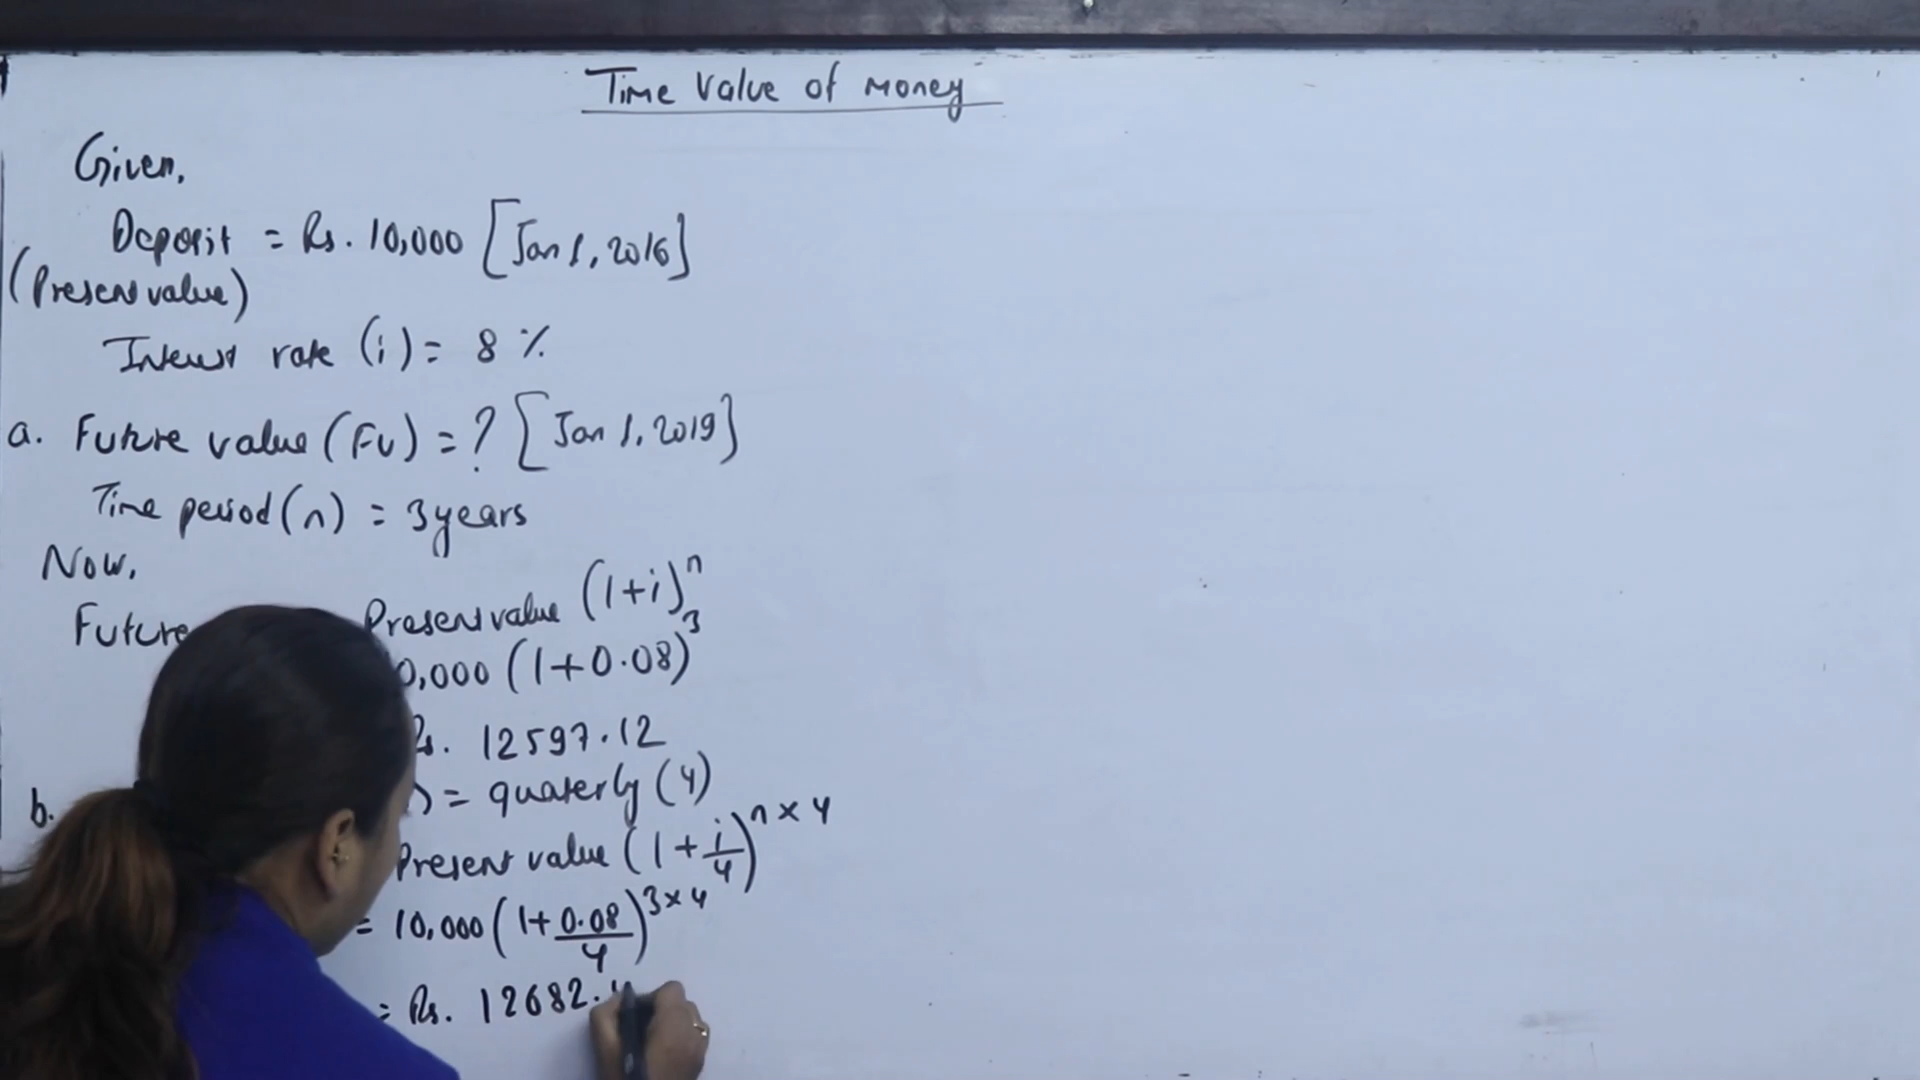 Time Value of money
Given,
Deposit = Rs. 10,000 [Jan 1, 2016]
(Present value)
Interest rate (i) = 8 %
a. Future value (FV) = ? [Jan 1, 2019]
Time period (n) = 3 years
Now,
Future Present value (1+i)^n
0,000 (1+0.08)^3
Rs. 12597.12
b. ) = quaterly (4)
Present value (1 + i/4)^n×4
= 10,000 (1+ 0.08/4)^3×4
= Rs. 12682.